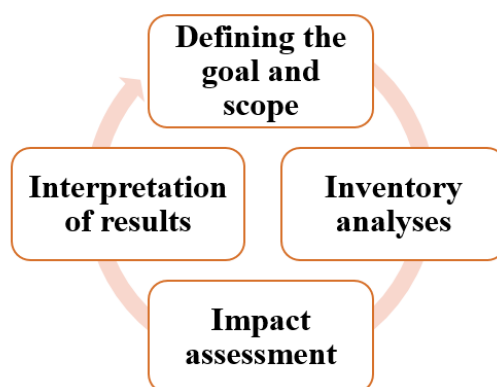 Defining the
goal and
scope
Interpretation
of results
Inventory
analyses
Impact
assessment